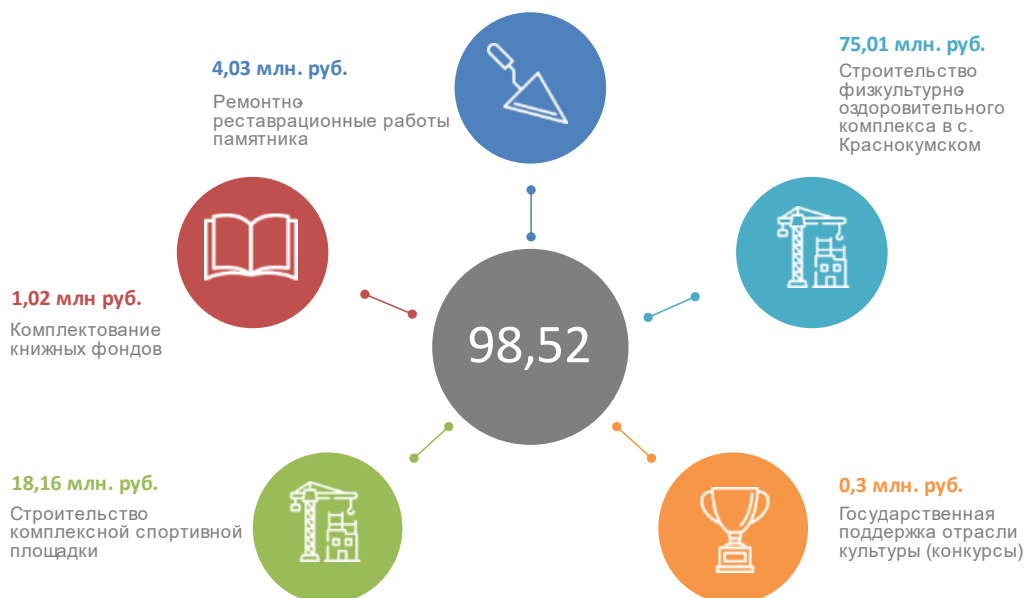 4,03 млн. руб.
Ремонтно-
реставрационные работы
памятника
75,01 млн. руб.
Строительство
физкультурно-
оздоровительного
комплекса в с.
Краснокумском
1,02 млн руб.
Комплектование
книжных фондов
98,52
18,16 млн. руб.
Строительство
комплексной спортивной
площадки
0,3 млн. руб.
Государственная
поддержка отрасли
культуры (конкурсы)